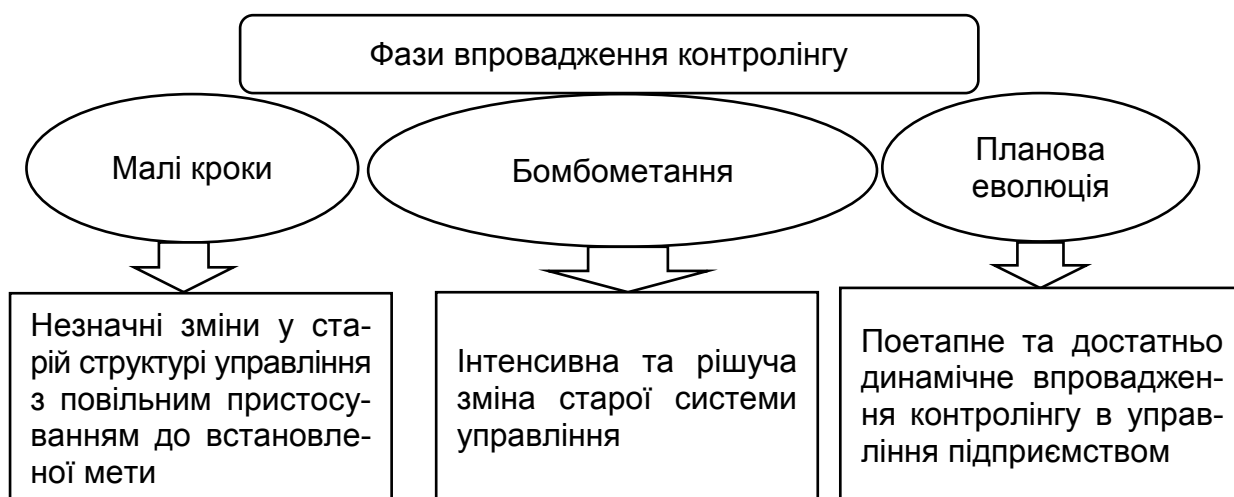 Фази впровадження контролінгу
Малі кроки
Бомбометання
Планова
еволюція
Незначні зміни у ста-
рій структурі управління
з повільним пристосу-
ванням до встановле-
ної мети
Інтенсивна та рішуча
зміна старої системи
управління
Поетапне та достатньо
динамічне впроваджен-
ня контролінгу в управ-
ління підприємством